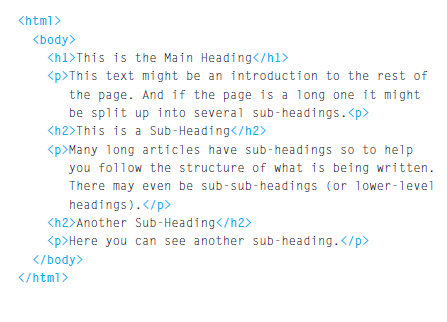 <html>
<body>
<h1>This is the Main Heading</h1>
<p>This text might be an introduction to the rest of
the page. And if the page is a long one it might
be split up into several sub-headings.<p>
<h2>This is a Sub-Heading</h2>
<p>Many long articles have sub-headings so to help
you follow the structure of what is being written.
There may even be sub-sub-headings (or lower-level
headings).</p>
<h2>Another Sub-Heading</h2>
<p>Here you can see another sub-heading.</p>
</body>
</html>